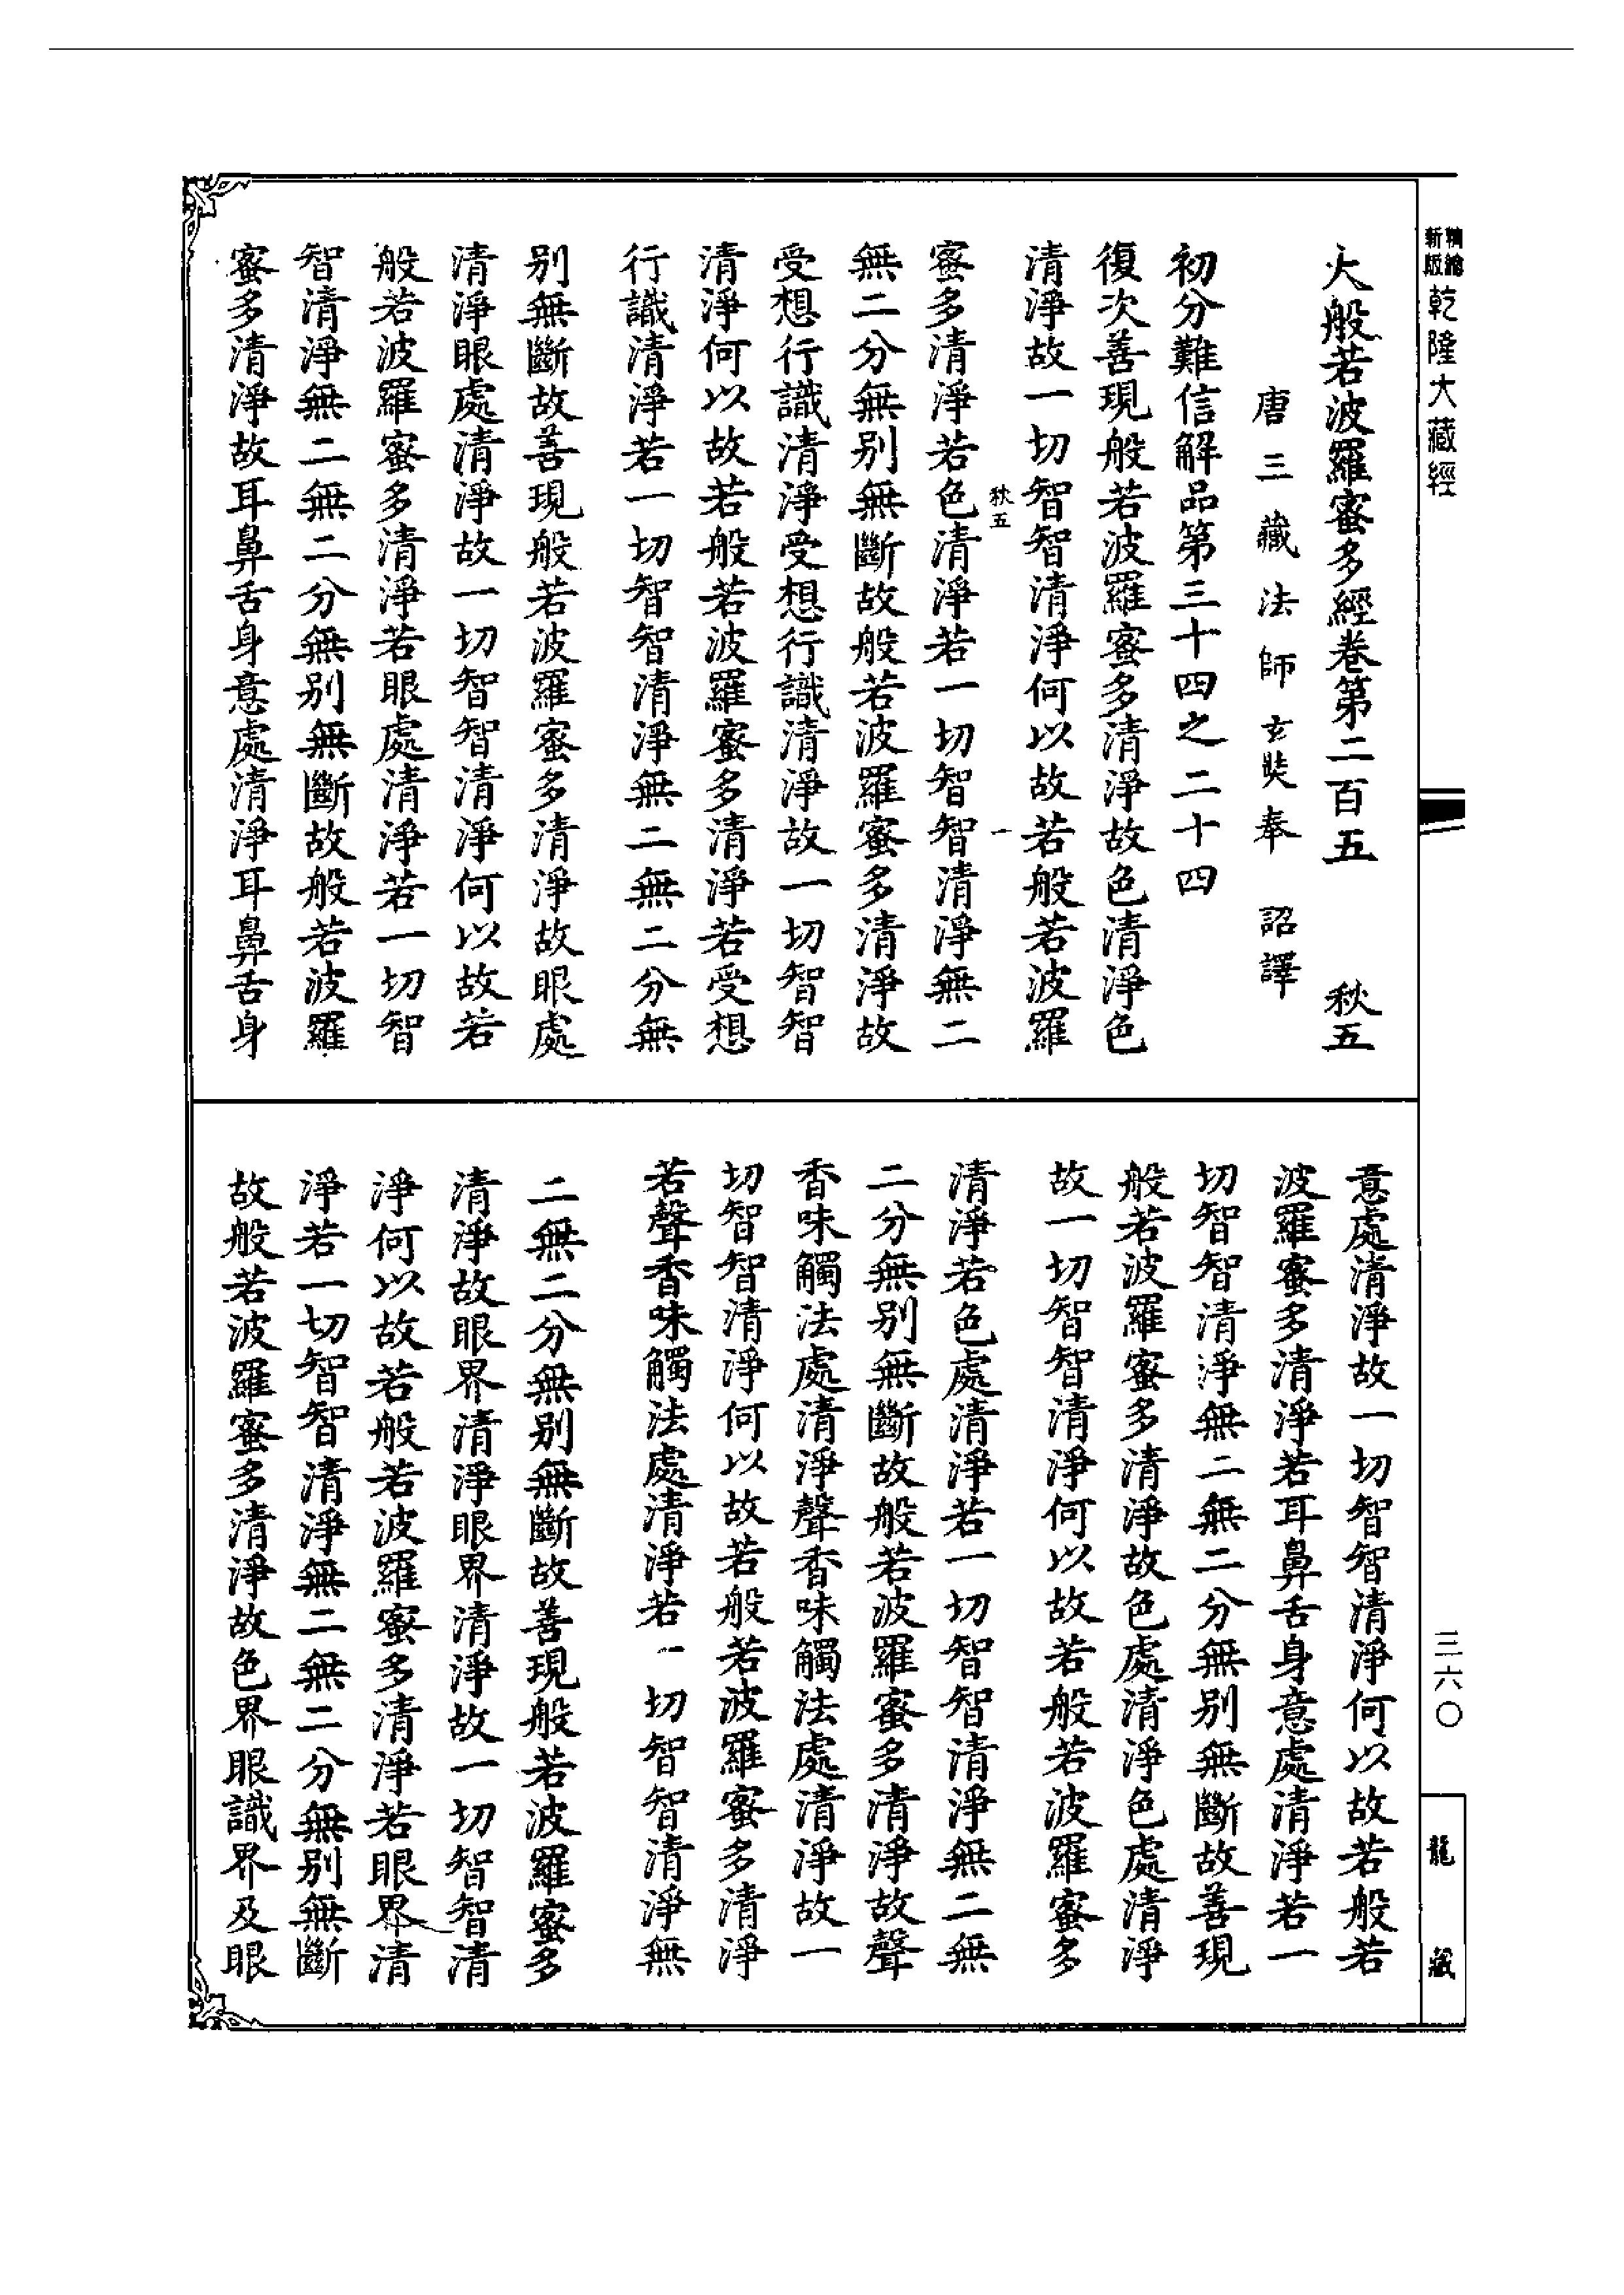 精繪
新版
乾隆大藏經
大般若波羅蜜多經卷第二百五 秋五
唐三藏法師玄奘奉 詔譯
初分難信解品第三十四之二十四
復次善現般若波羅蜜多清淨故色清淨色
清淨故一切智智清淨何以故若般若波羅
秋五 一
蜜多清淨若色清淨若一切智智清淨無二
無二分無別無斷故般若波羅蜜多清淨故
受想行識清淨受想行識清淨故一切智智
清淨何以故若般若波羅蜜多清淨若受想
行識清淨若一切智智清淨無二無二分無
別無斷故善現般若波羅蜜多清淨故眼處
清淨眼處清淨故一切智智清淨何以故若
般若波羅蜜多清淨若眼處清淨若一切智
智清淨無二無二分無別無斷故般若波羅
蜜多清淨故耳鼻舌身意處清淨耳鼻舌身
意處清淨故一切智智清淨何以故若般若
波羅蜜多清淨若耳鼻舌身意處清淨若一
切智智清淨無二無二分無別無斷故善現
般若波羅蜜多清淨故色處清淨色處清淨
故一切智智清淨何以故若般若波羅蜜多
清淨若色處清淨若一切智智清淨無二無
二分無別無斷故般若波羅蜜多清淨故聲
香味觸法處清淨聲香味觸法處清淨故一
切智智清淨何以故若般若波羅蜜多清淨
若聲香味觸法處清淨若一切智智清淨無
二無二分無別無斷故善現般若波羅蜜多
清淨故眼界清淨眼界清淨故一切智智清
淨何以故若般若波羅蜜多清淨若眼界清
淨若一切智智清淨無二無二分無別無斷
故般若波羅蜜多清淨故色界眼識界及眼
三六〇
龍藏